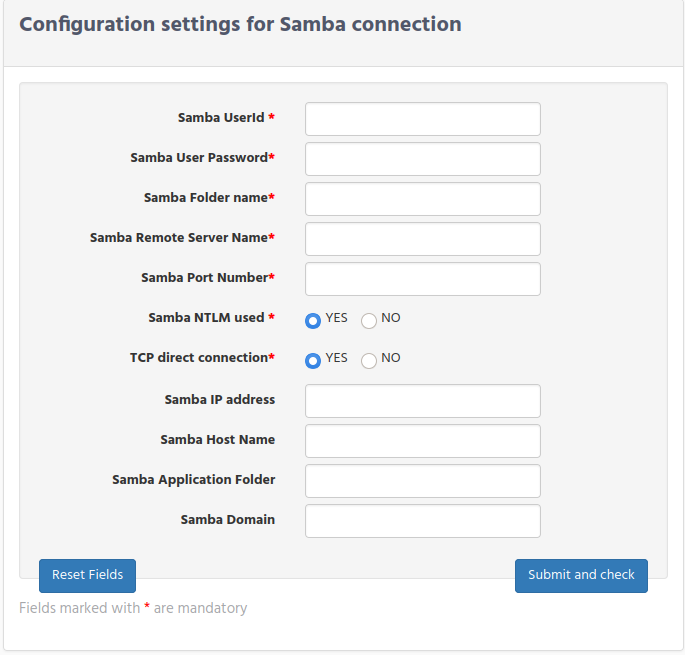 Configuration settings for Samba connection
Samba UserId *
Samba User Password*
Samba Folder name*
Samba Remote Server Name*
Samba Port Number*
Samba NTLM used * YES NO
TCP direct connection* YES NO
Samba IP address
Samba Host Name
Samba Application Folder
Samba Domain
Reset Fields Submit and check
Fields marked with * are mandatory